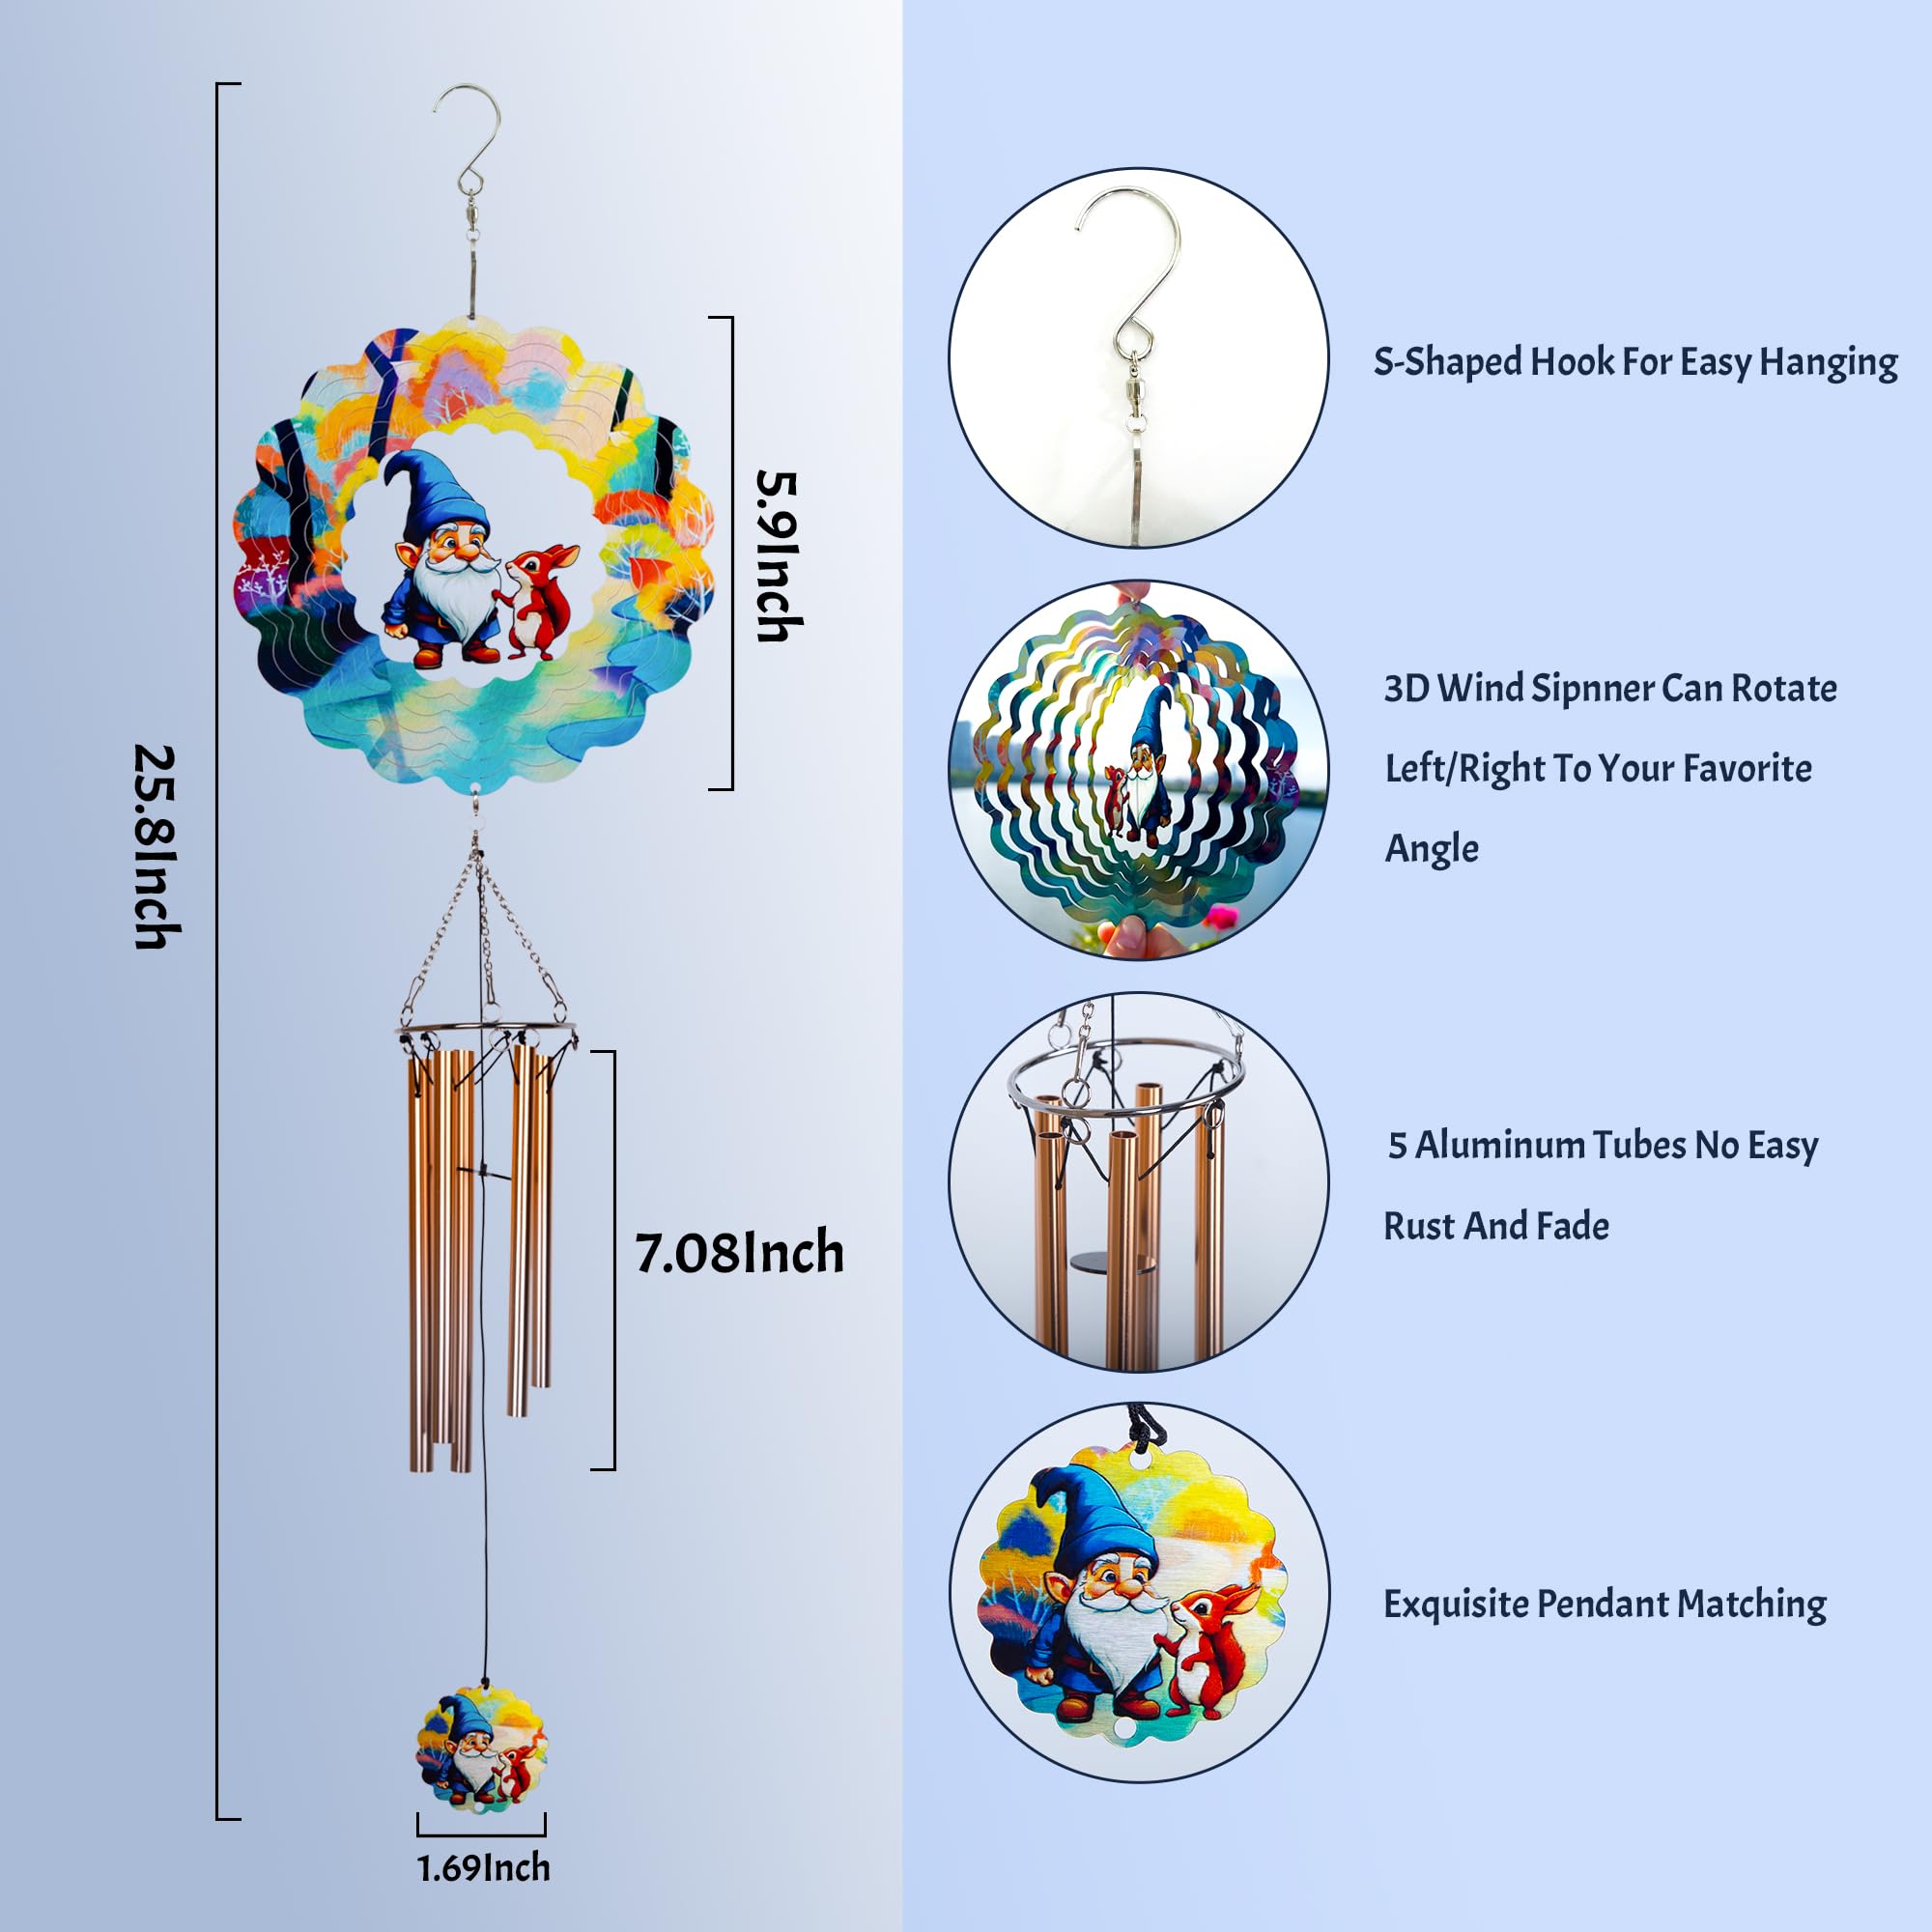 25.8Inch
5.9Inch
7.08Inch
1.69Inch
S-Shaped Hook For Easy Hanging
3D Wind Sipnner Can Rotate
Left/Right To Your Favorite
Angle
5 Aluminum Tubes No Easy
Rust And Fade
Exquisite Pendant Matching